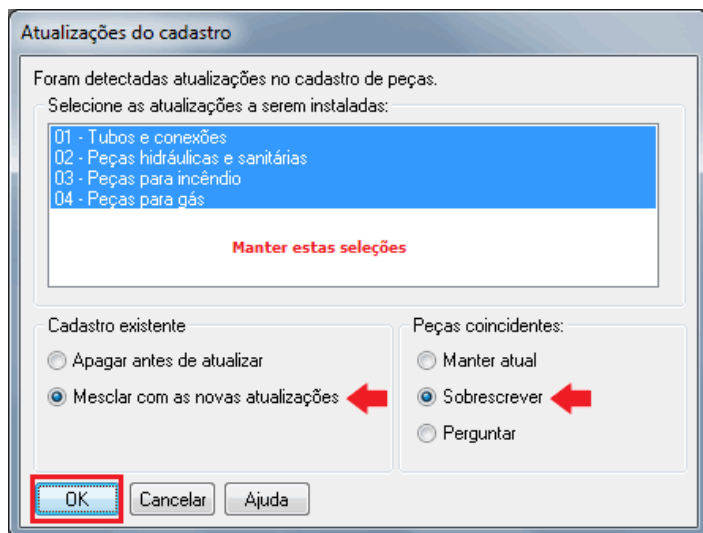 Atualizações do cadastro
Foram detectadas atualizações no cadastro de peças.
Selecione as atualizações a serem instaladas:
01 - Tubos e conexões
02 - Peças hidráulicas e sanitárias
03 - Peças para incêndio
04 - Peças para gás
Manter estas seleções
Cadastro existente
Apagar antes de atualizar
Mesclar com as novas atualizações
Peças coincidentes:
Manter atual
Sobrescrever
Perguntar
OK
Cancelar
Ajuda